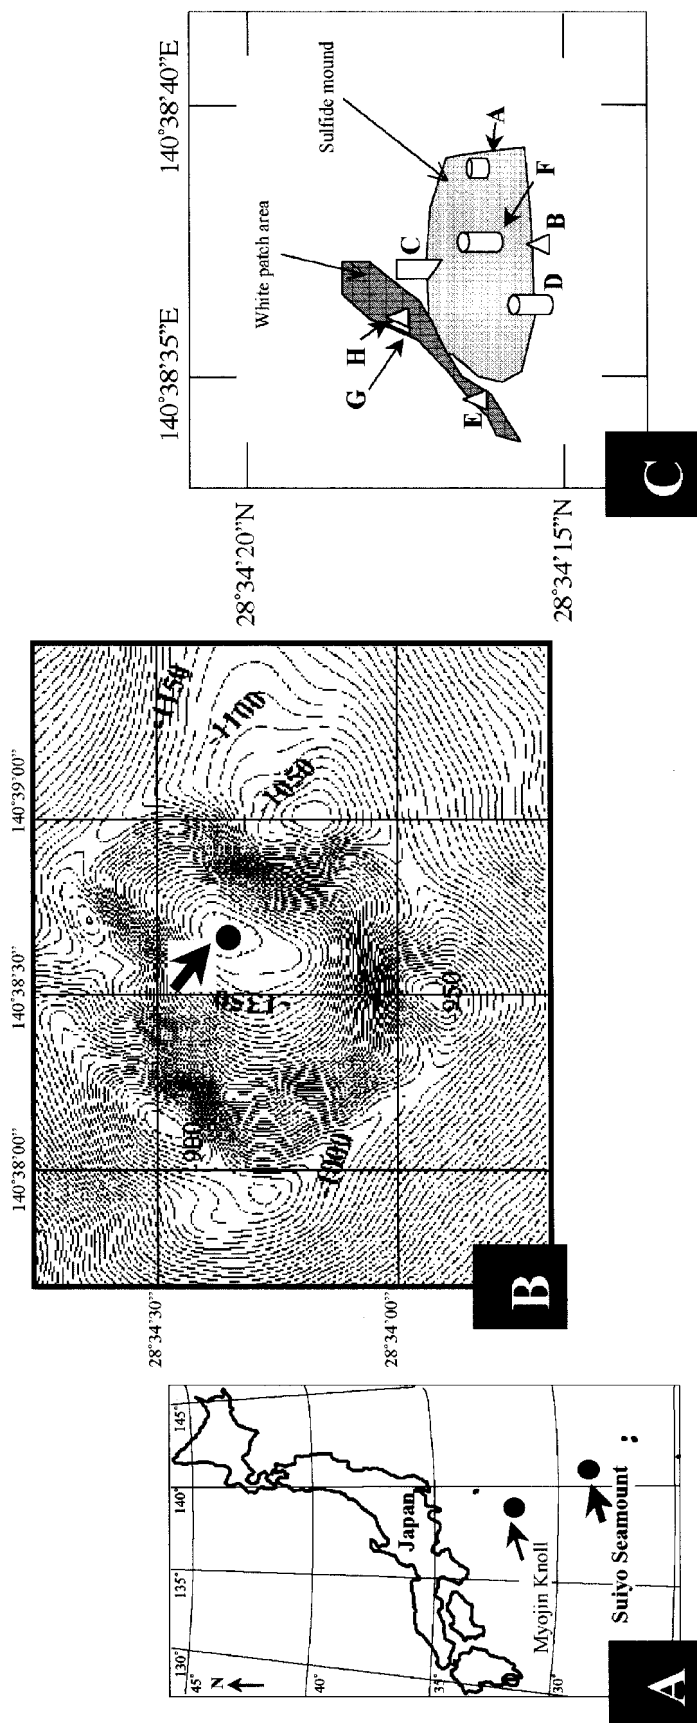 A
N
130°
135°
140°
145°
45°
40°
35°
30°
Japan
Myojin Knoll
Suiyo Seamount
B
140°38'00”
140°38'30”
140°39'00”
28°34'30”
28°34'00”
-900
-1000
-1350
-950
-1050
-1100
-1150
C
140°38'35”E
140°38'40”E
28°34'20”N
28°34'15”N
White patch area
Sulfide mound
H
G
E
C
D
B
F
A